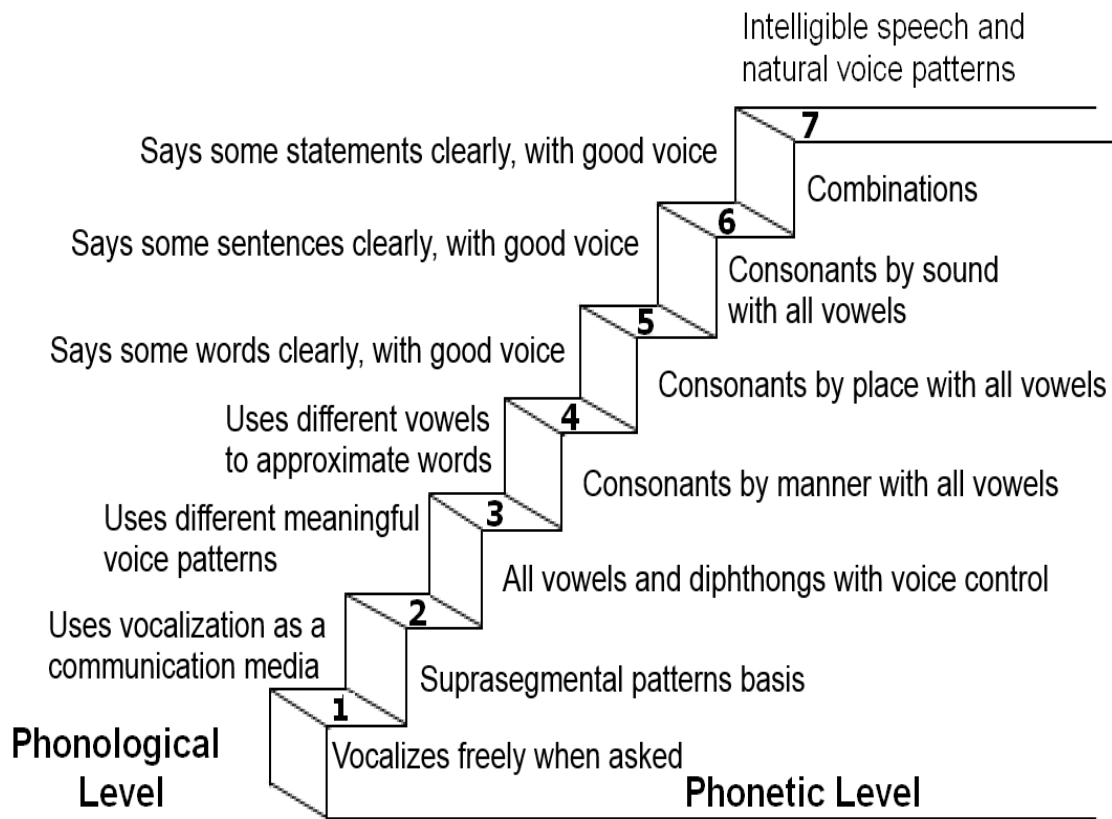 Intelligible speech and
natural voice patterns
7
Says some statements clearly, with good voice
Combinations
6
Says some sentences clearly, with good voice
Consonants by sound
with all vowels
5
Says some words clearly, with good voice
Consonants by place with all vowels
4
Uses different vowels
to approximate words
Consonants by manner with all vowels
3
Uses different meaningful
voice patterns
All vowels and diphthongs with voice control
2
Uses vocalization as a
communication media
Suprasegmental patterns basis
1
Vocalizes freely when asked
Phonological
Level
Phonetic Level